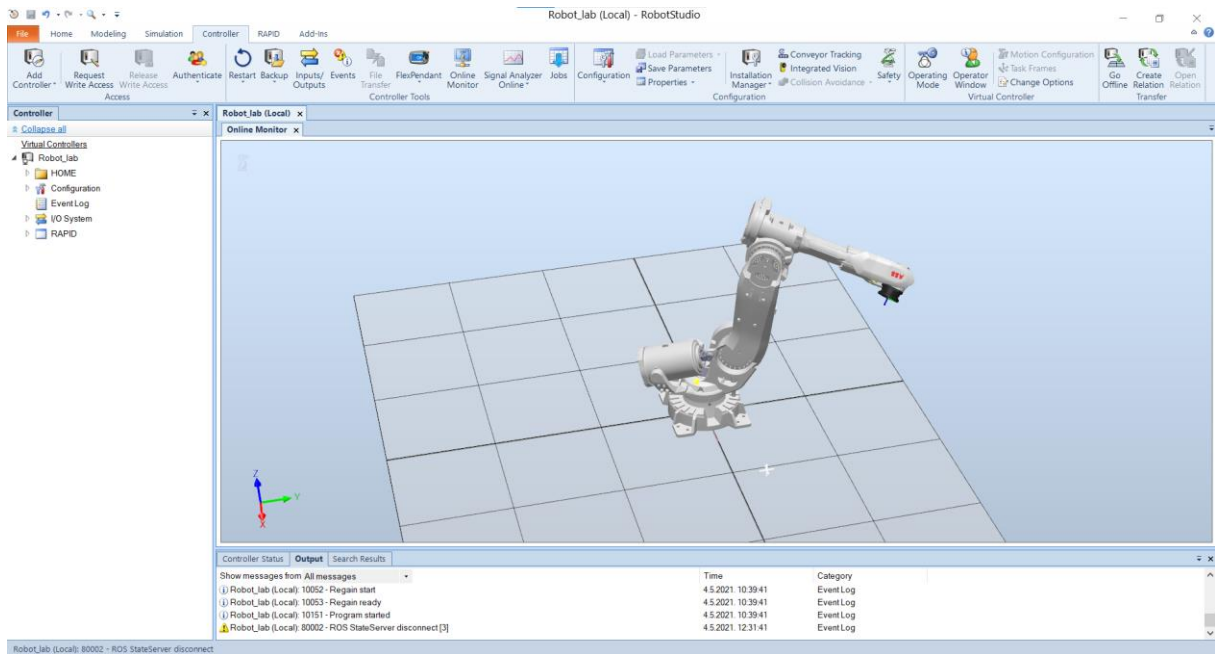 Robot_lab (Local) - RobotStudio
File Home Modeling Simulation Controller RAPID Add-Ins
Add Controller
Request Write Access
Release Write Access
Authenticate
Access
Restart
Backup
Inputs/ Outputs
Events
File Transfer
FlexPendant
Online Monitor
Signal Analyzer Online
Jobs
Controller Tools
Configuration
Load Parameters
Save Parameters
Properties
Installation Manager
Conveyor Tracking
Integrated Vision
Collision Avoidance
Safety
Configuration
Operating Mode
Operator Window
Motion Configuration
Task Frames
Change Options
Virtual Controller
Go Offline
Create Relation
Open Relation
Transfer
Controller
Collapse all
Virtual Controllers
Robot_lab
HOME
Configuration
Event Log
I/O System
RAPID
Robot_lab (Local)
Online Monitor
ABB
Z
Y
X
Controller Status Output Search Results
Show messages from All messages Time Category
Robot_lab (Local): 10052 - Regain start 4.5.2021. 10:39:41 Event Log
Robot_lab (Local): 10053 - Regain ready 4.5.2021. 10:39:41 Event Log
Robot_lab (Local): 10151 - Program started 4.5.2021. 10:39:41 Event Log
Robot_lab (Local): 80002 - ROS StateServer disconnect [3] 4.5.2021. 12:31:41 Event Log
Robot_lab (Local): 80002 - ROS StateServer disconnect